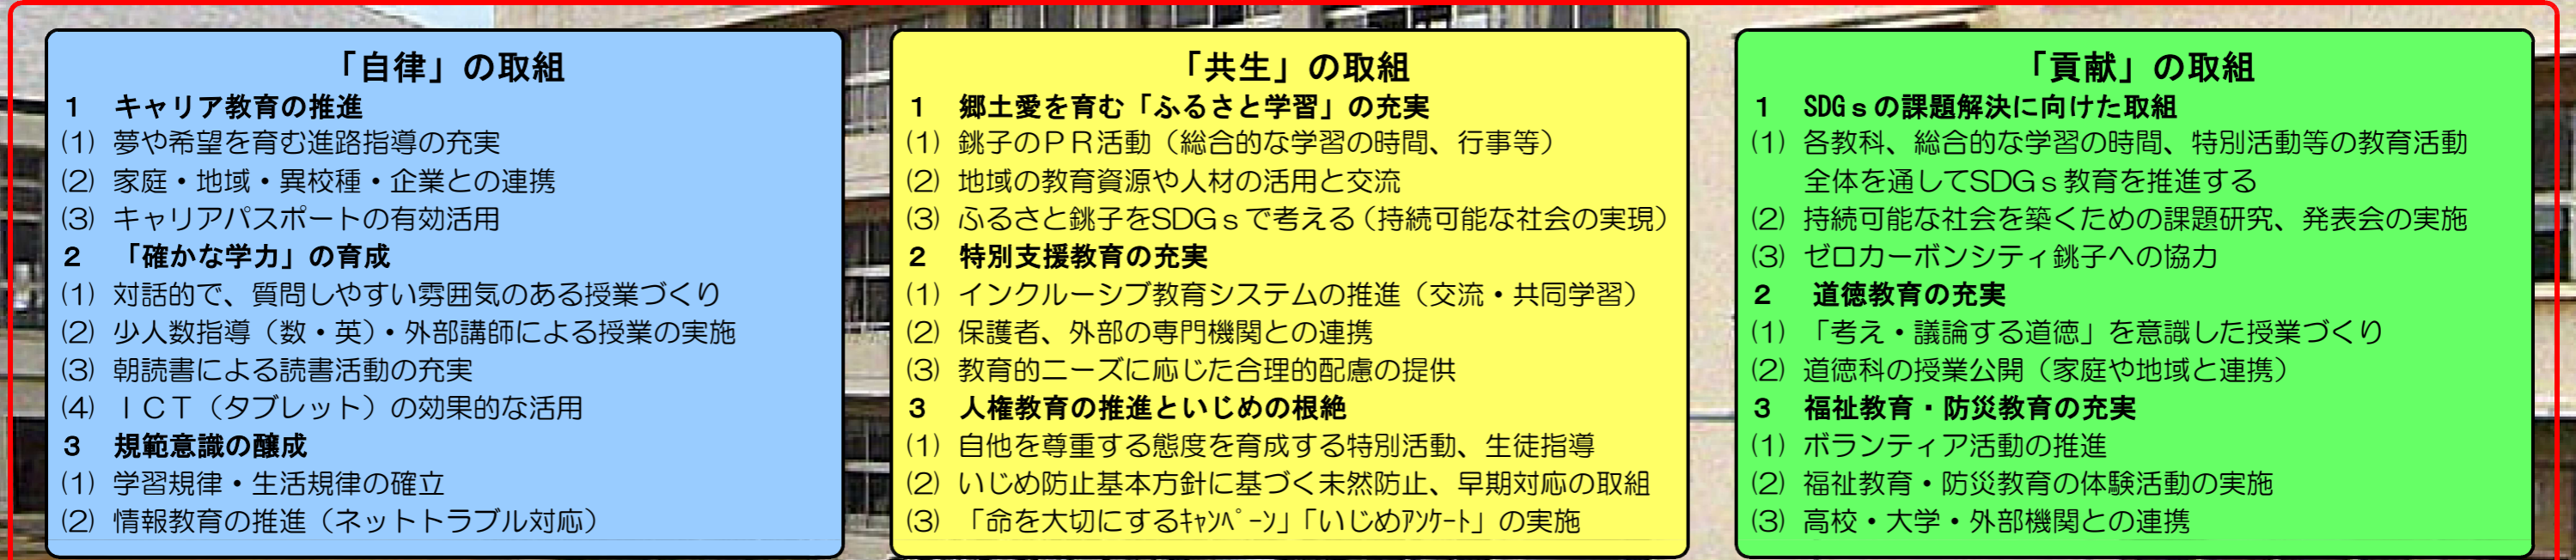 「自律」の取組
1 キャリア教育の推進
(1) 夢や希望を育む進路指導の充実
(2) 家庭・地域・異校種・企業との連携
(3) キャリアパスポートの有効活用
2 「確かな学力」の育成
(1) 対話的で、質問しやすい雰囲気のある授業づくり
(2) 少人数指導（数・英）・外部講師による授業の実施
(3) 朝読書による読書活動の充実
(4) ＩＣＴ（タブレット）の効果的な活用
3 規範意識の醸成
(1) 学習規律・生活規律の確立
(2) 情報教育の推進（ネットトラブル対応）
「共生」の取組
1 郷土愛を育む「ふるさと学習」の充実
(1) 銚子のＰＲ活動（総合的な学習の時間、行事等）
(2) 地域の教育資源や人材の活用と交流
(3) ふるさと銚子をSDGｓで考える（持続可能な社会の実現）
2 特別支援教育の充実
(1) インクルーシブ教育システムの推進（交流・共同学習）
(2) 保護者、外部の専門機関との連携
(3) 教育的ニーズに応じた合理的配慮の提供
3 人権教育の推進といじめの根絶
(1) 自他を尊重する態度を育成する特別活動、生徒指導
(2) いじめ防止基本方針に基づく未然防止、早期対応の取組
(3) 「命を大切にするｷｬﾝﾍﾟｰﾝ」「いじめｱﾝｹｰﾄ」の実施
「貢献」の取組
1 SDGｓの課題解決に向けた取組
(1) 各教科、総合的な学習の時間、特別活動等の教育活動
全体を通してSDGｓ教育を推進する
(2) 持続可能な社会を築くための課題研究、発表会の実施
(3) ゼロカーボンシティ銚子への協力
2 道徳教育の充実
(1) 「考え・議論する道徳」を意識した授業づくり
(2) 道徳科の授業公開（家庭や地域と連携）
3 福祉教育・防災教育の充実
(1) ボランティア活動の推進
(2) 福祉教育・防災教育の体験活動の実施
(3) 高校・大学・外部機関との連携